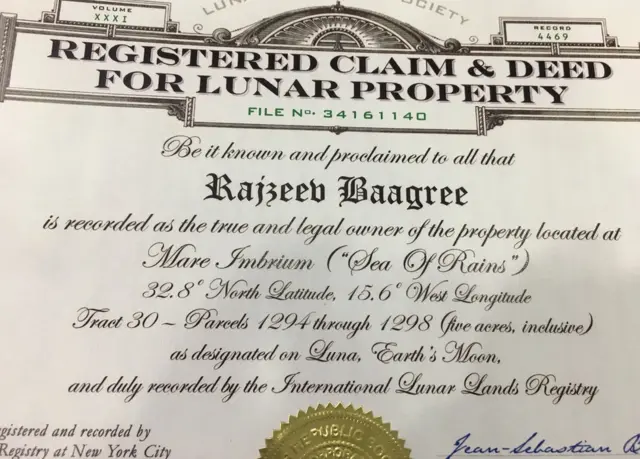 VOLUME
XXXI
SOCIETY
RECORD
4469
REGISTERED CLAIM & DEED
FOR LUNAR PROPERTY
FILE No. 34161140
Be it known and proclaimed to all that
Rajzeev Baagree
is recorded as the true and legal owner of the property located at
Mare Imbrium ("Sea Of Rains")
32.8° North Latitude, 15.6° West Longitude
Tract 30 ~ Parcels 1294 through 1298 (five acres, inclusive)
as designated on Luna, Earth's Moon,
and duly recorded by the International Lunar Lands Registry
gistered and recorded by
Registry at New York City
Jean-Sebastian